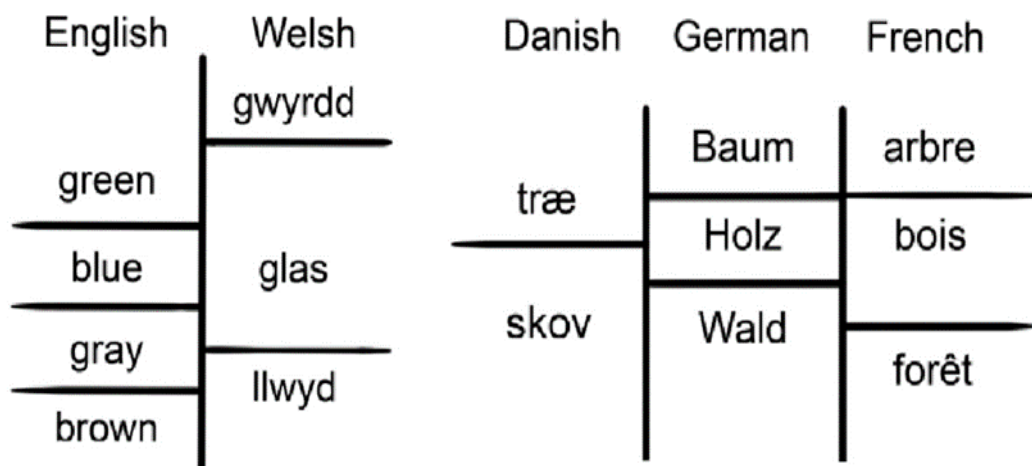 English Welsh Danish German French
gwyrdd
green
blue glas
gray
llwyd
brown
Baum arbre
træ
Holz bois
skov Wald
forêt